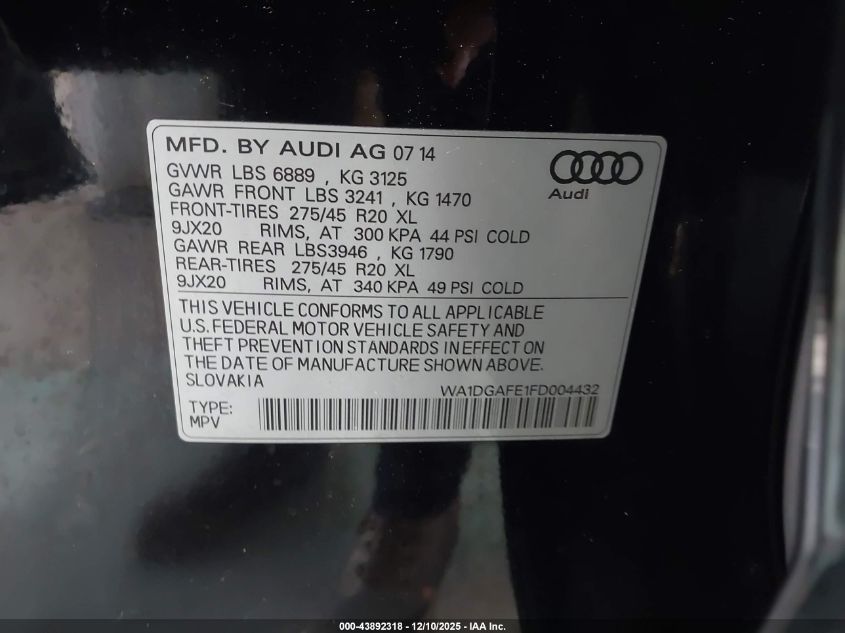 MFD. BY AUDI AG 07 14
GVWR LBS 6889 , KG 3125
GAWR FRONT LBS 3241 , KG 1470
FRONT-TIRES 275/45 R20 XL
9JX20 RIMS, AT 300 KPA 44 PSI COLD
GAWR REAR LBS3946 , KG 1790
REAR-TIRES 275/45 R20 XL
9JX20 RIMS, AT 340 KPA 49 PSI COLD
Audi
THIS VEHICLE CONFORMS TO ALL APPLICABLE
U.S. FEDERAL MOTOR VEHICLE SAFETY AND
THEFT PREVENTION STANDARDS IN EFFECT ON
THE DATE OF MANUFACTURE SHOWN ABOVE.
SLOVAKIA
WA1DGAFE1FD004432
TYPE:
MPV
000-43892318 - 12/10/2025 - IAA Inc.